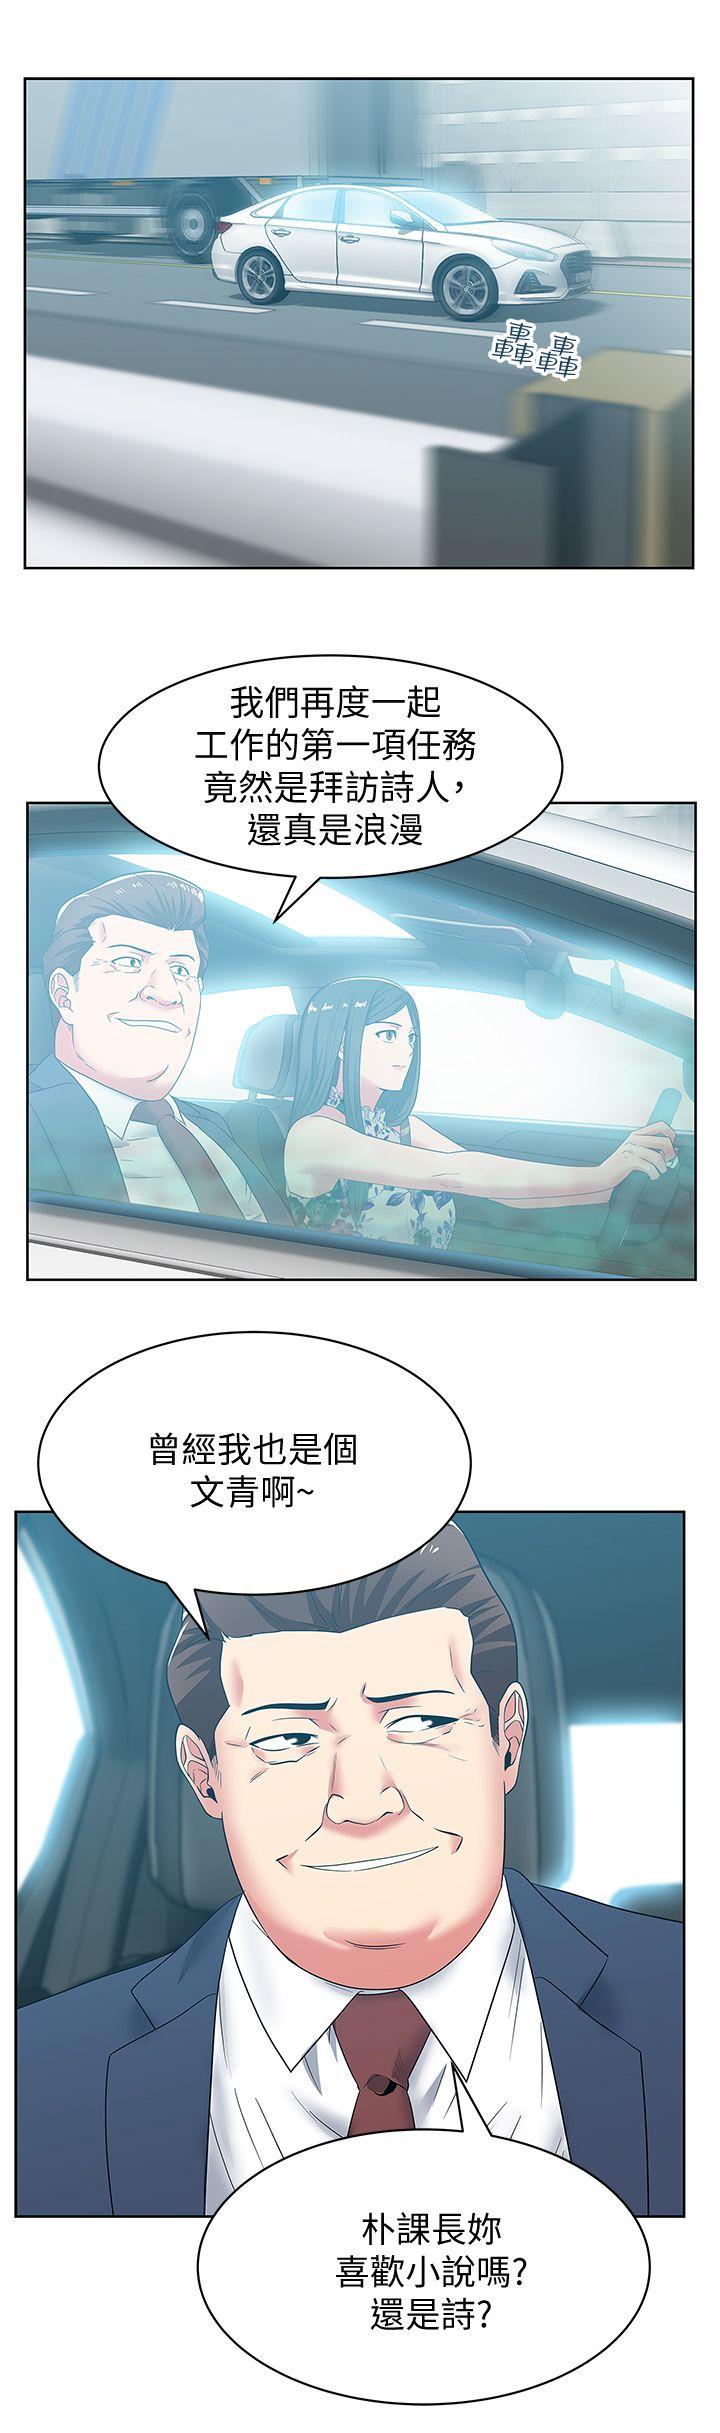 轟轟
我們再度一起
工作的第一項任務
竟然是拜訪詩人，
還真是浪漫
曾經我也是個
文青啊~
朴課長妳
喜歡小說嗎?
還是詩?